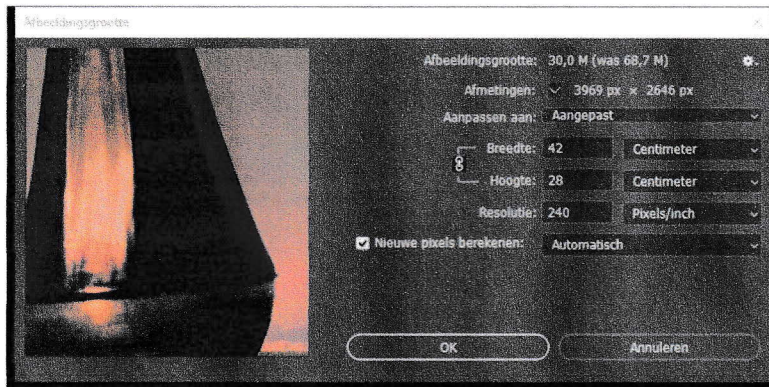 Afbeeldingsgrootte
Afbeeldingsgrootte: 30,0 M (was 68,7 M)
Afmetingen: 3969 px × 2646 px
Aanpassen aan: Aangepast
Breedte: 42 Centimeter
Hoogte: 28 Centimeter
Resolutie: 240 Pixels/inch
Nieuwe pixels berekenen: Automatisch
OK Annuleren